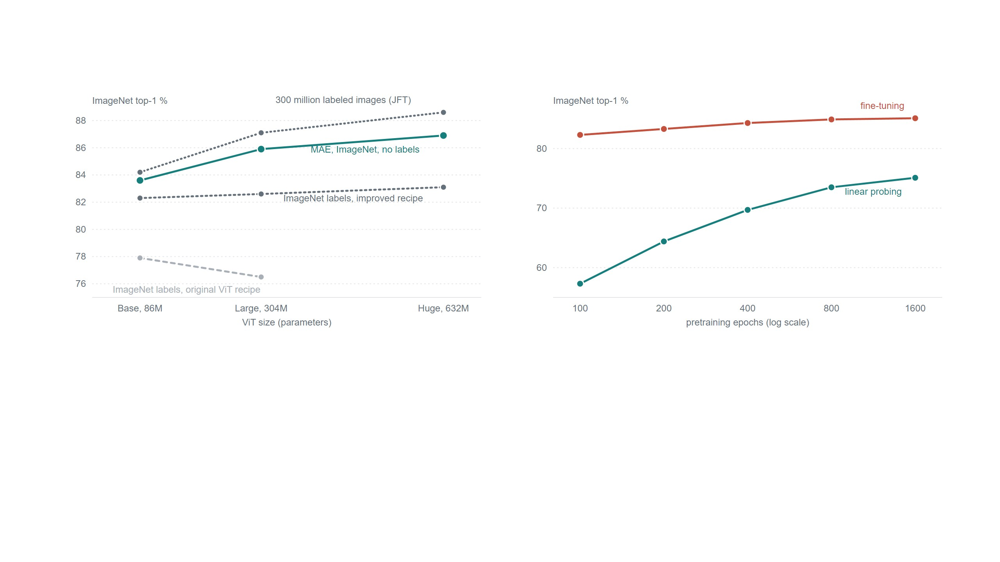 ImageNet top-1 %
300 million labeled images (JFT)
88
86
MAE, ImageNet, no labels
84
82
ImageNet labels, improved recipe
80
78
76
ImageNet labels, original ViT recipe
Base, 86M
Large, 304M
Huge, 632M
ViT size (parameters)
ImageNet top-1 %
fine-tuning
80
linear probing
70
60
100
200
400
800
1600
pretraining epochs (log scale)